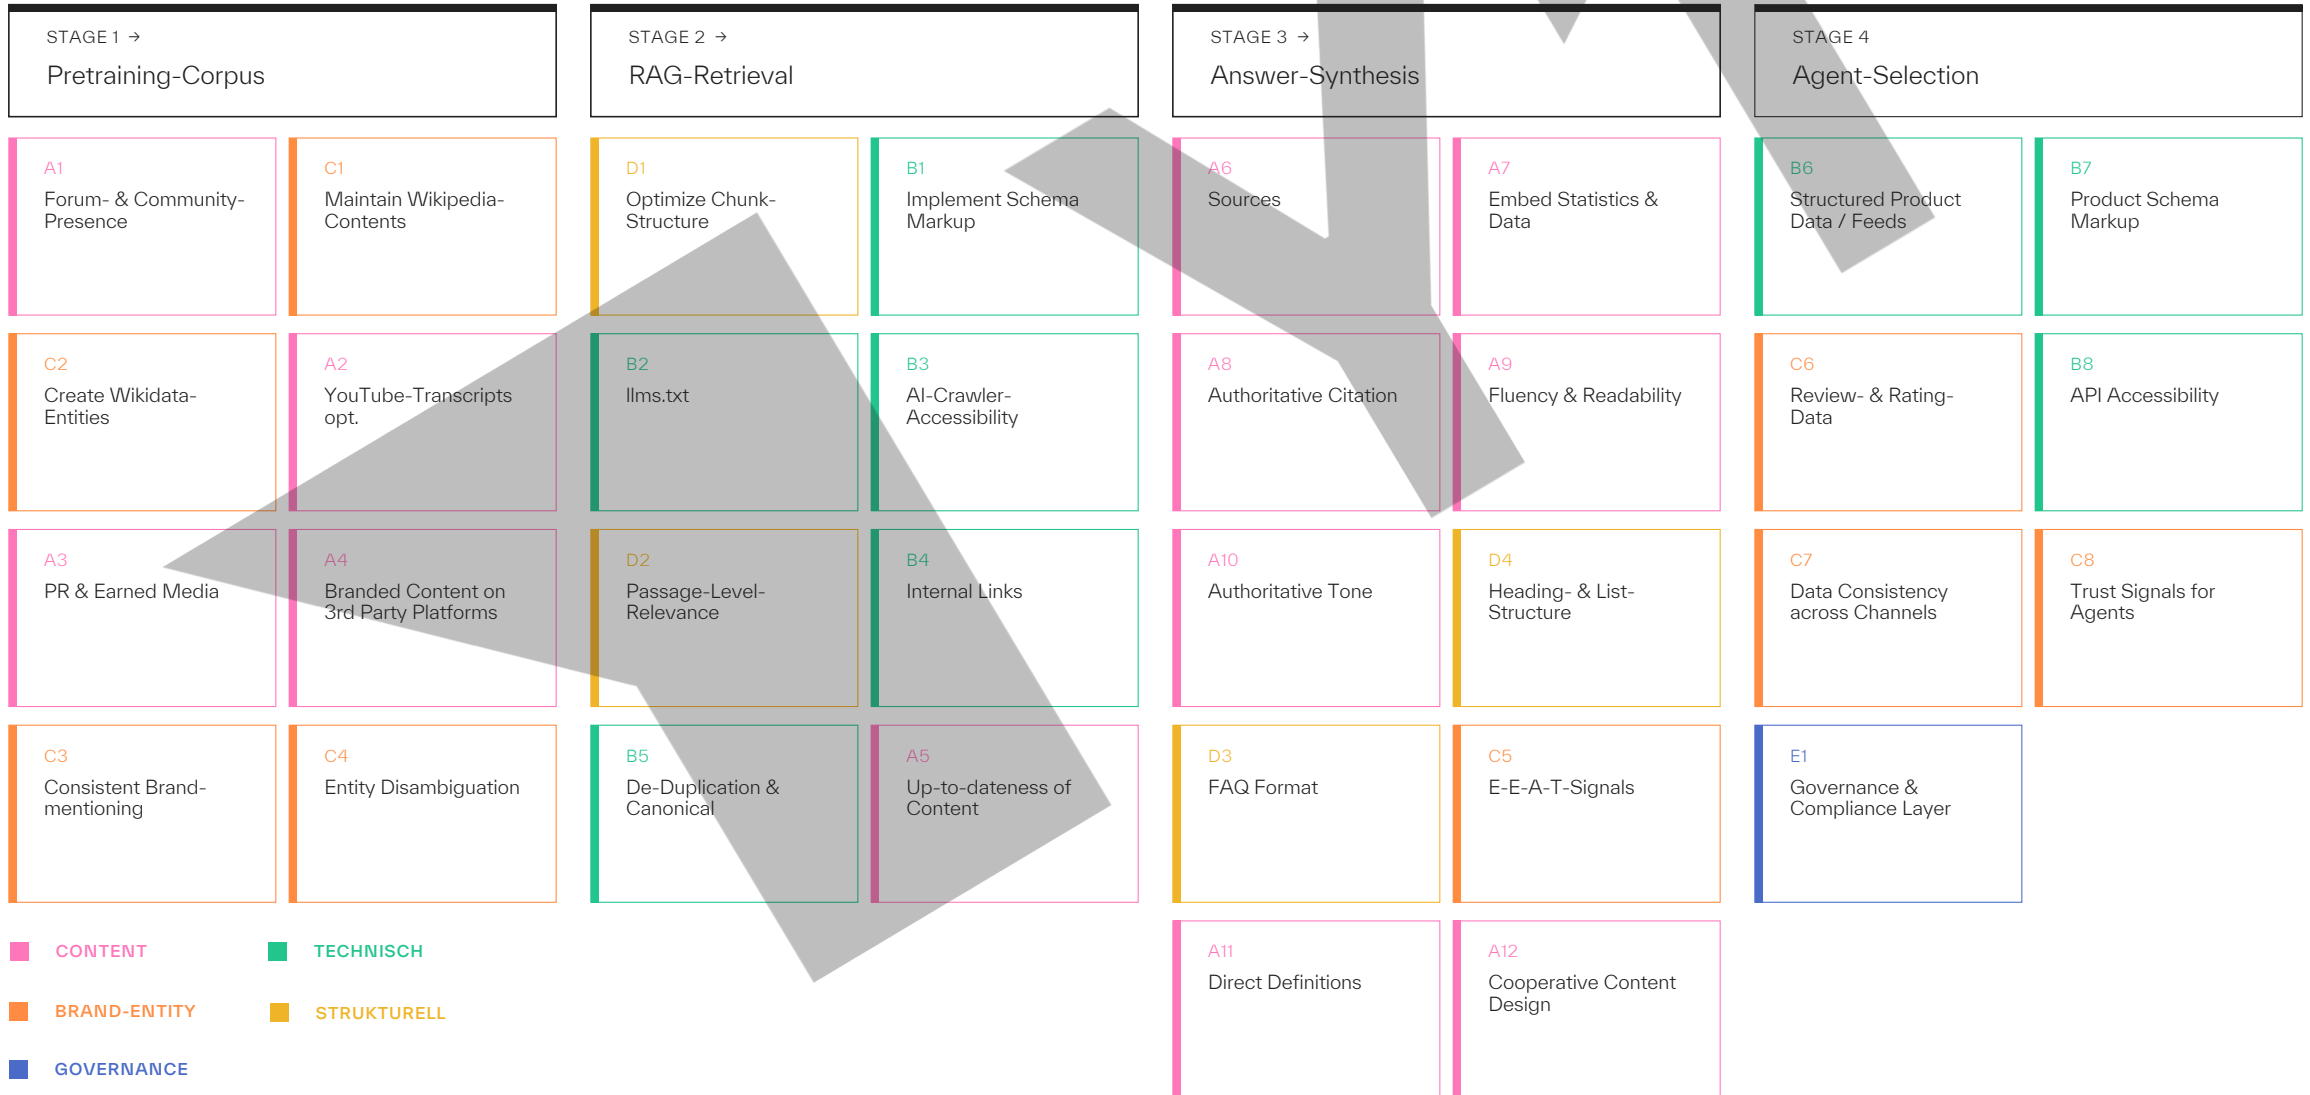 STAGE 1 →
Pretraining-Corpus
A1
Forum- & Community-
Presence
C1
Maintain Wikipedia-
Contents
C2
Create Wikidata-
Entities
A2
YouTube-Transcripts
opt.
A3
PR & Earned Media
A4
Branded Content on
3rd Party Platforms
C3
Consistent Brand-
mentioning
C4
Entity Disambiguation
STAGE 2 →
RAG-Retrieval
D1
Optimize Chunk-
Structure
B1
Implement Schema
Markup
B2
llms.txt
B3
AI-Crawler-
Accessibility
D2
Passage-Level-
Relevance
B4
Internal Links
B5
De-Duplication &
Canonical
A5
Up-to-dateness of
Content
STAGE 3 →
Answer-Synthesis
A6
Sources
A7
Embed Statistics &
Data
A8
Authoritative Citation
A9
Fluency & Readability
A10
Authoritative Tone
D4
Heading- & List-
Structure
D3
FAQ Format
C5
E-E-A-T-Signals
A11
Direct Definitions
A12
Cooperative Content
Design
STAGE 4
Agent-Selection
B6
Structured Product
Data / Feeds
B7
Product Schema
Markup
C6
Review- & Rating-
Data
B8
API Accessibility
C7
Data Consistency
across Channels
C8
Trust Signals for
Agents
E1
Governance &
Compliance Layer
CONTENT
TECHNISCH
BRAND-ENTITY
STRUKTURELL
GOVERNANCE